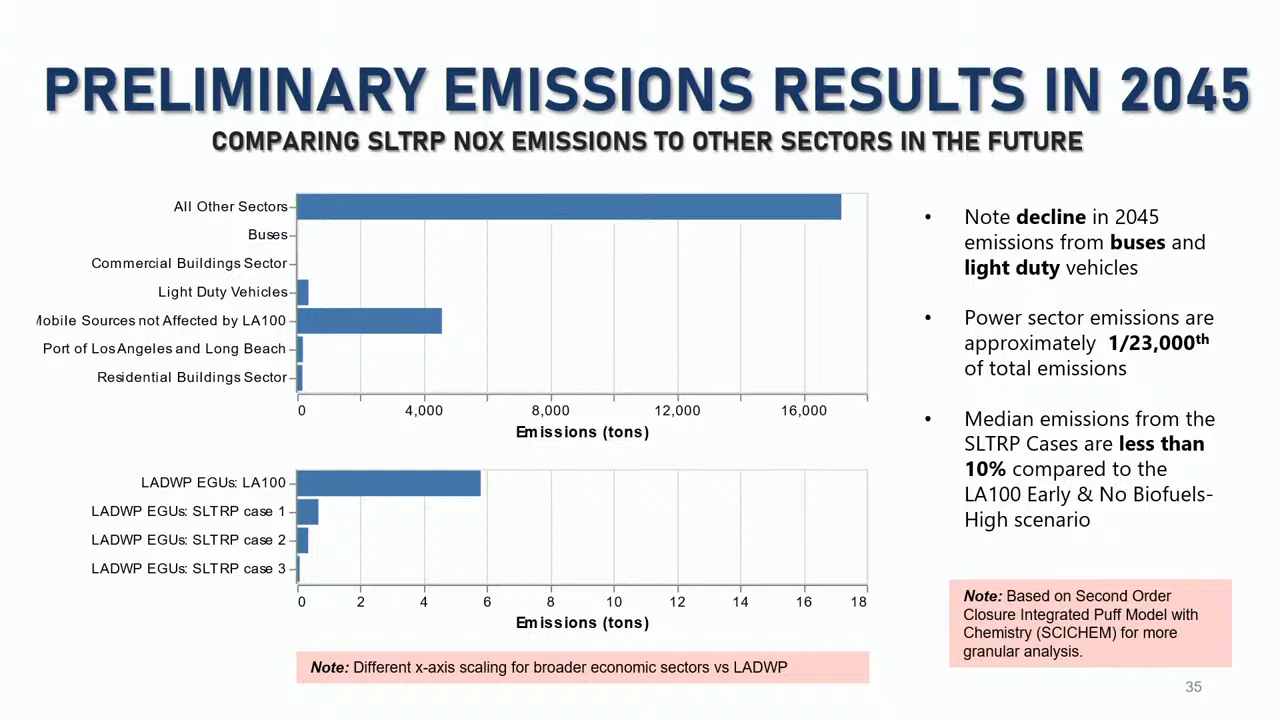 PRELIMINARY EMISSIONS RESULTS IN 2045
COMPARING SLTRP NOX EMISSIONS TO OTHER SECTORS IN THE FUTURE
All Other Sectors
Buses
Commercial Buildings Sector
Light Duty Vehicles
Mobile Sources not Affected by LA100
Port of Los Angeles and Long Beach
Residential Buildings Sector
0 4,000 8,000 12,000 16,000
Emissions (tons)
LADWP EGUs: LA100
LADWP EGUs: SLTRP case 1
LADWP EGUs: SLTRP case 2
LADWP EGUs: SLTRP case 3
0 2 4 6 8 10 12 14 16 18
Emissions (tons)
Note: Different x-axis scaling for broader economic sectors vs LADWP
• Note decline in 2045
emissions from buses and
light duty vehicles
• Power sector emissions are
approximately 1/23,000th
of total emissions
• Median emissions from the
SLTRP Cases are less than
10% compared to the
LA100 Early & No Biofuels-
High scenario
Note: Based on Second Order
Closure Integrated Puff Model with
Chemistry (SCICHEM) for more
granular analysis.
35